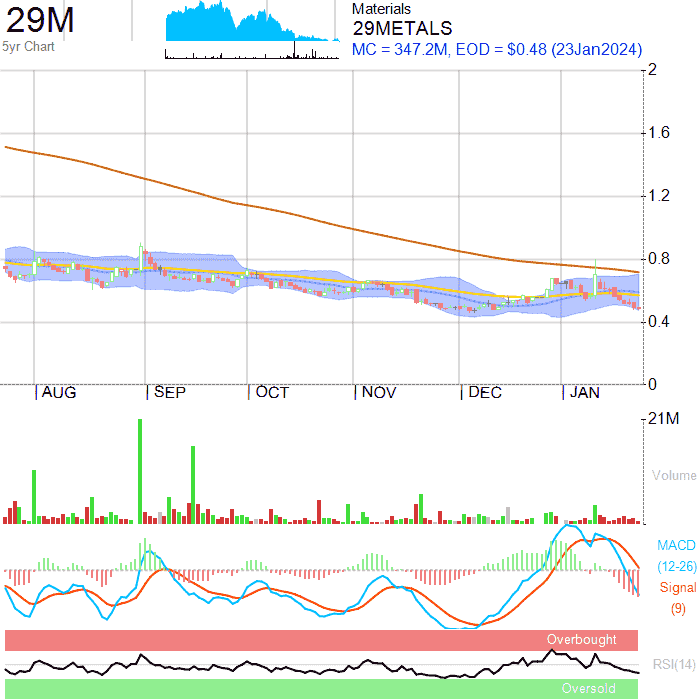 29M
5yr Chart
Materials
29METALS
MC = 347.2M, EOD = $0.48 (23Jan2024)
2
1.6
1.2
0.8
0.4
0
AUG SEP OCT NOV DEC JAN
21M
Volume
MACD
(12-26)
Signal
(9)
Overbought
RSI(14)
Oversold